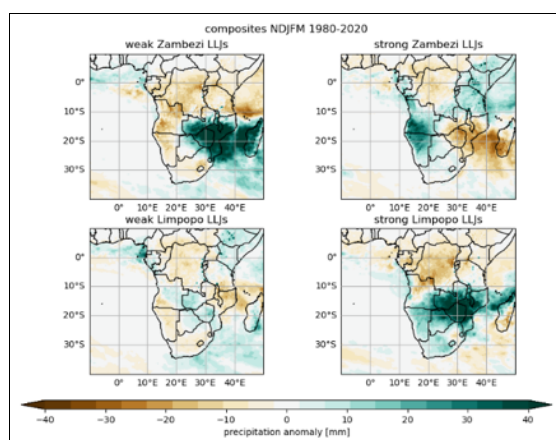 composites NDJFM 1980-2020
weak Zambezi LLJs
strong Zambezi LLJs
0°
10°S
20°S
30°S
0°
10°S
20°S
30°S
0° 10°E 20°E 30°E 40°E
0° 10°E 20°E 30°E 40°E
weak Limpopo LLJs
strong Limpopo LLJs
0°
10°S
20°S
30°S
0°
10°S
20°S
30°S
0° 10°E 20°E 30°E 40°E
0° 10°E 20°E 30°E 40°E
−40 −30 −20 −10 0 10 20 30 40
precipitation anomaly [mm]